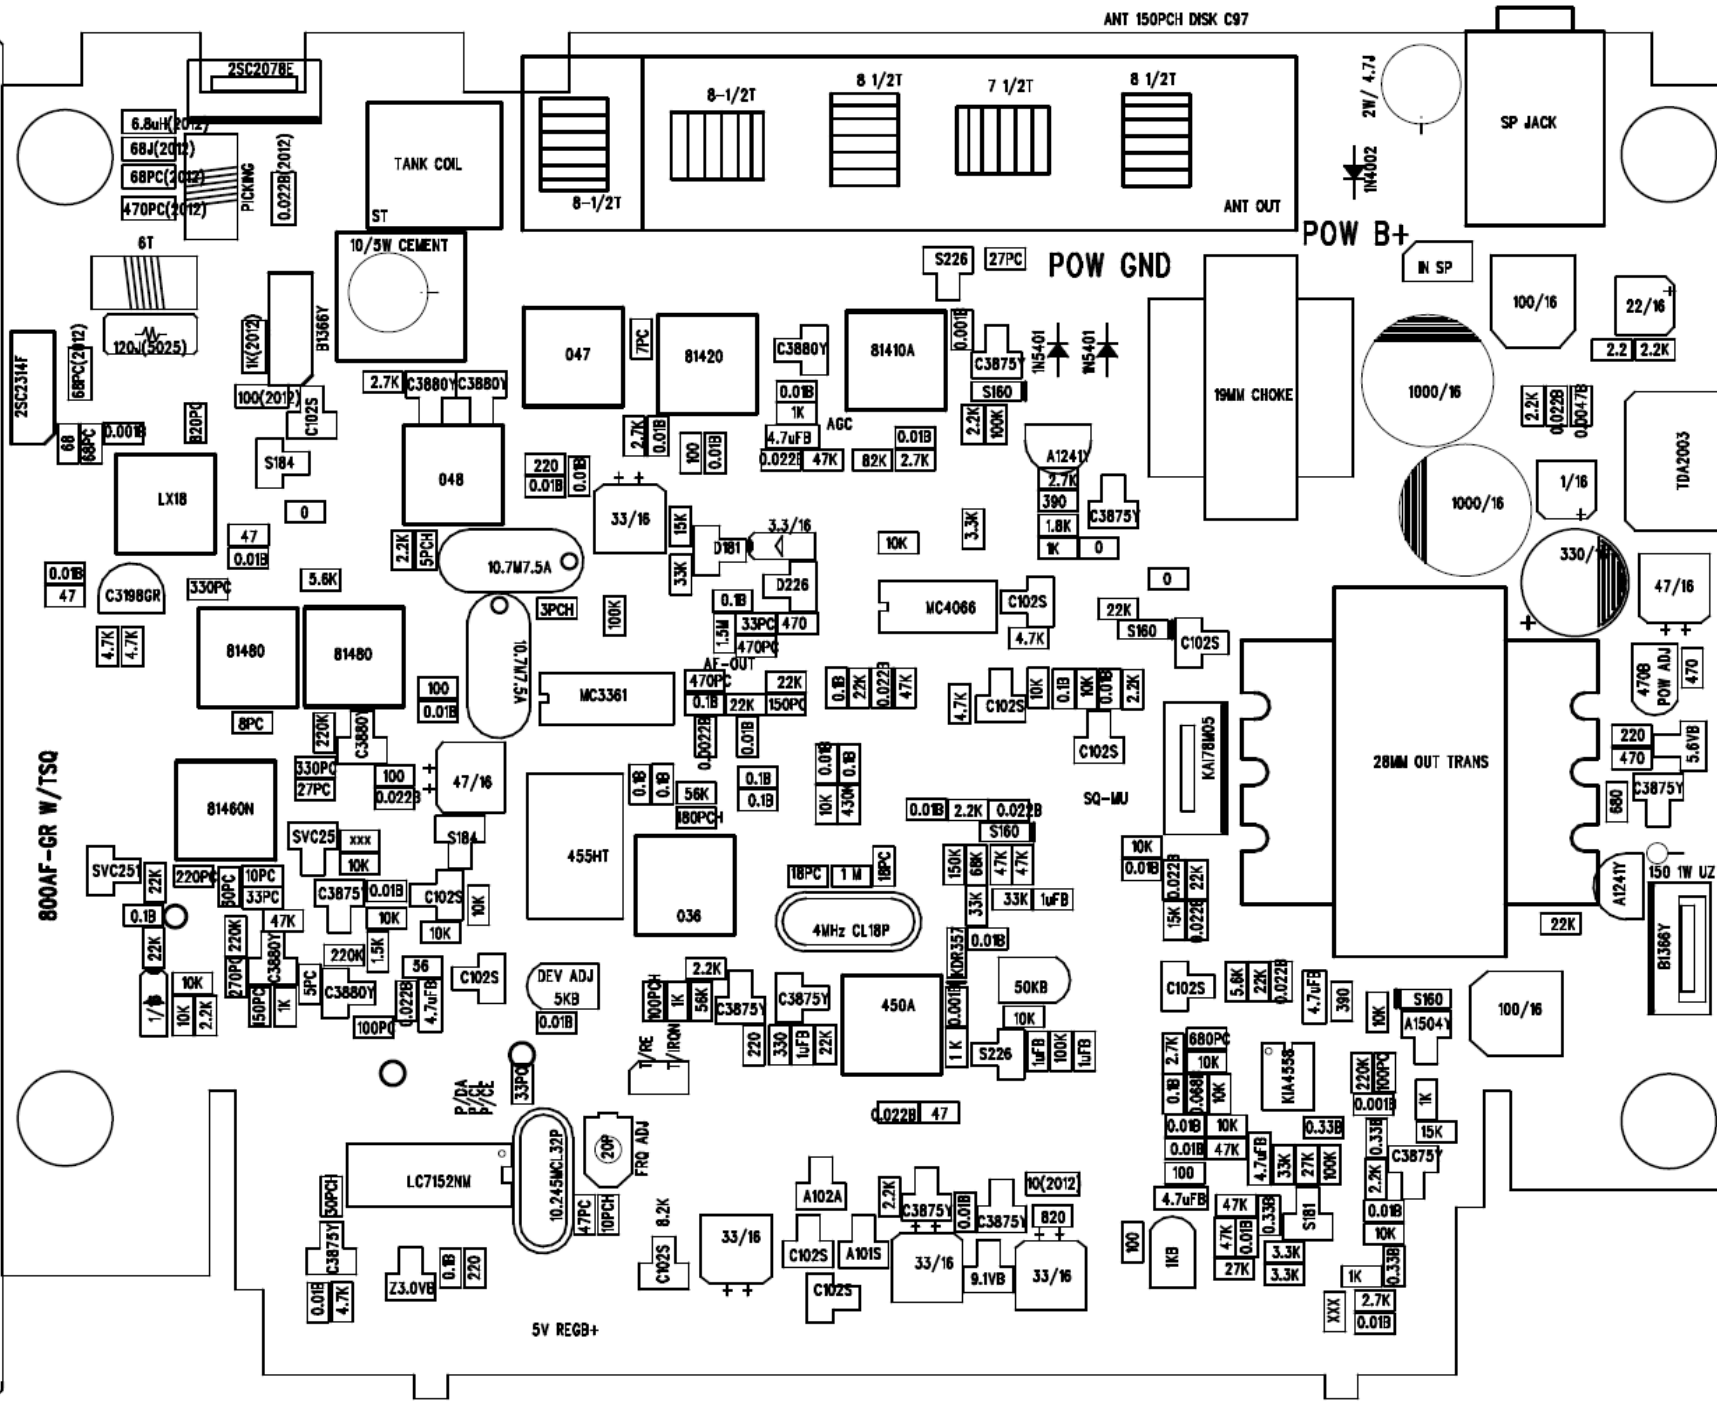 ANT 150PCH DISK C97
2SC2078E
6.8uH(2012)
68J(2012)
68PC(2012)
470PC(2012)
PICKING
0.022B(2012)
TANK COIL
ST
8-1/2T
8-1/2T
8 1/2T
7 1/2T
8 1/2T
ANT OUT
2W/ 4.7J
1N4002
SP JACK
POW B+
POW GND
IN SP
6T
120J(5025)
10/5W CEMENT
1K(2012)
B1366Y
100(2012)
C102S
2SC2314F
68PC(2012)
68
68PC
0.001B
820PC
S184
LX18
0
47
0.01B
0.01B
47
C3198GR
330PC
5.6K
4.7K
4.7K
81480
81480
8PC
220K
C3880Y
100
0.01B
2.7K
C3880Y
C3880Y
048
2.2K
5PCH
10.7M7.5A
10.7M7.5A
3PCH
100K
047
7PC
81420
C3880Y
81410A
0.001B
S226
27PC
C3875Y
S160
2.2K
100K
1N5401
1N5401
19MM CHOKE
100/16
22/16
2.2
2.2K
1000/16
1000/16
2.2K
0.022B
0.0047B
TDA2003
1/16
47/16
0.01B
1K
AGC
4.7uFB
0.022B
47K
82K
2.7K
0.01B
2.7K
0.01B
100
0.01B
220
0.01B
0.01B
33/16
15K
33K
D181
3.3/16
D226
10K
3.3K
A1241Y
2.7K
390
1.8K
1K
0
C3875Y
0
MC4066
C102S
4.7K
22K
S160
C102S
0.1B
1.5M
33PC
470
470PC
AF-OUT
MC3361
470PC
22K
0.1B
22K
150PC
0.0022B
0.01B
0.1B
22K
0.022B
47K
4.7K
C102S
10K
0.1B
10K
0.01B
2.2K
C102S
SQ-MU
KAI78M05
28MM OUT TRANS
470B
POW ADJ
470
220
470
5.6VB
680
C3875Y
A1241Y
150 1W UZ
B1366Y
22K
100/16
800AF-GR W/TSQ
81460N
330PC
27PC
100
0.022B
47/16
SVC25
xxx
10K
S184
SVC251
22K
220PC
10PC
33PC
0.1B
22K
47K
220K
C3880Y
0.01B
10K
C102S
10K
10K
220K
1.5K
270PC
5PC
C3880Y
150PC
1K
10K
10K
2.2K
56
0.022B
4.7uFB
100PC
C102S
455HT
0.1B
0.1B
56K
180PCH
036
0.1B
0.1B
0.01B
0.1B
10K
430K
0.01B
2.2K
0.022B
S160
150K
68K
47K
47K
33K
33K
1uFB
18PC
1 M
18PC
4MHz CL18P
KDR357
0.01B
10K
0.01B
0.022B
22K
15K
0.022B
DEV ADJ
5KB
0.01B
2.2K
100PCH
1K
56K
C3875Y
C3875Y
220
330
1uFB
22K
450A
0.001B
1 K
50KB
10K
S226
1uFB
100K
1uFB
C102S
5.6K
22K
0.022B
4.7uFB
390
10K
S160
A1504Y
T/RE
T/IRQN
33PC
P/DA
P/CL
P/CE
LC7152NM
10.245MCL32P
20P
FRQ ADJ
47PC
10PCH
0.022B
47
2.7K
680PC
10K
0.1B
0.068B
10K
KIA4558
220K
100PC
0.001B
1K
15K
0.01B
10K
0.33B
0.33B
C3875Y
0.01B
47K
4.7uFB
33K
27K
100K
2.2K
100
4.7uFB
47K
0.33B
S181
0.01B
10K
30PCH
C3875Y
Z3.0VB
0.1B
220
0.01B
4.7K
8.2K
C102S
33/16
A102A
C102S
A101S
C102S
2.2K
C3875Y
0.01B
C3875Y
10(2012)
820
33/16
9.1VB
33/16
100
1KB
47K
0.01B
27K
3.3K
3.3K
1K
0.33B
XXX
2.7K
0.01B
5V REGB+